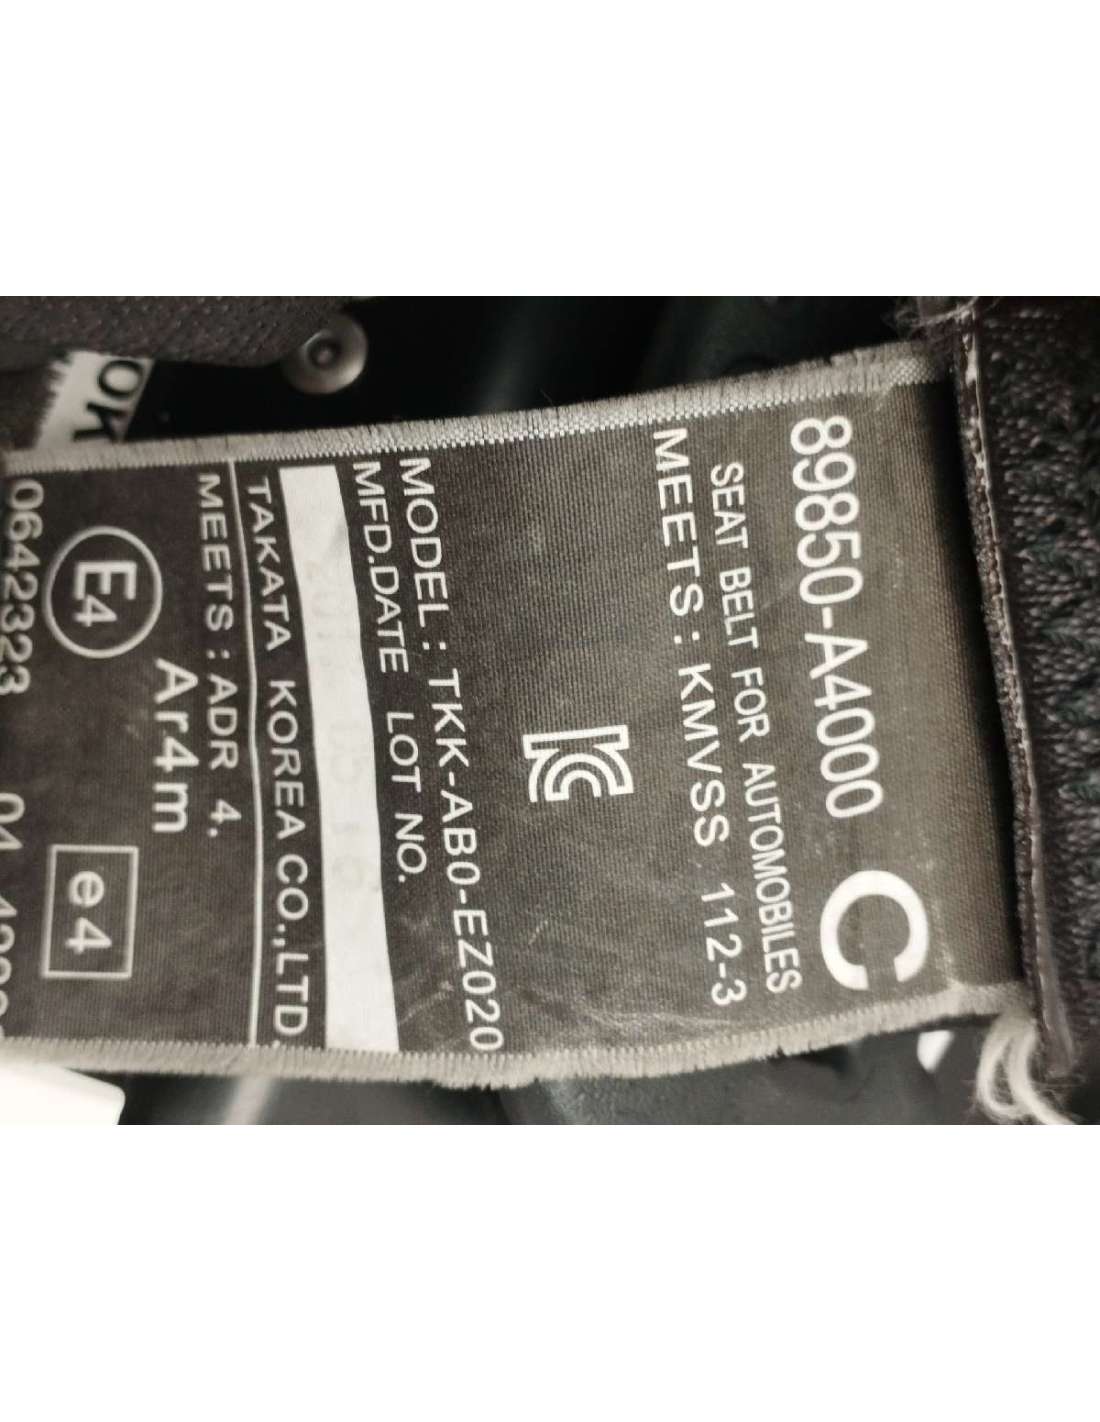 89850-A4000 C
SEAT BELT FOR AUTOMOBILES
MEETS : KMVSS 112-3
MODEL : TKK-AB0-EZ020
MFD.DATE LOT NO.
TAKATA KOREA CO.,LTD.
MEETS : ADR 4.
Ar4m
E4
e4
0642323
OK